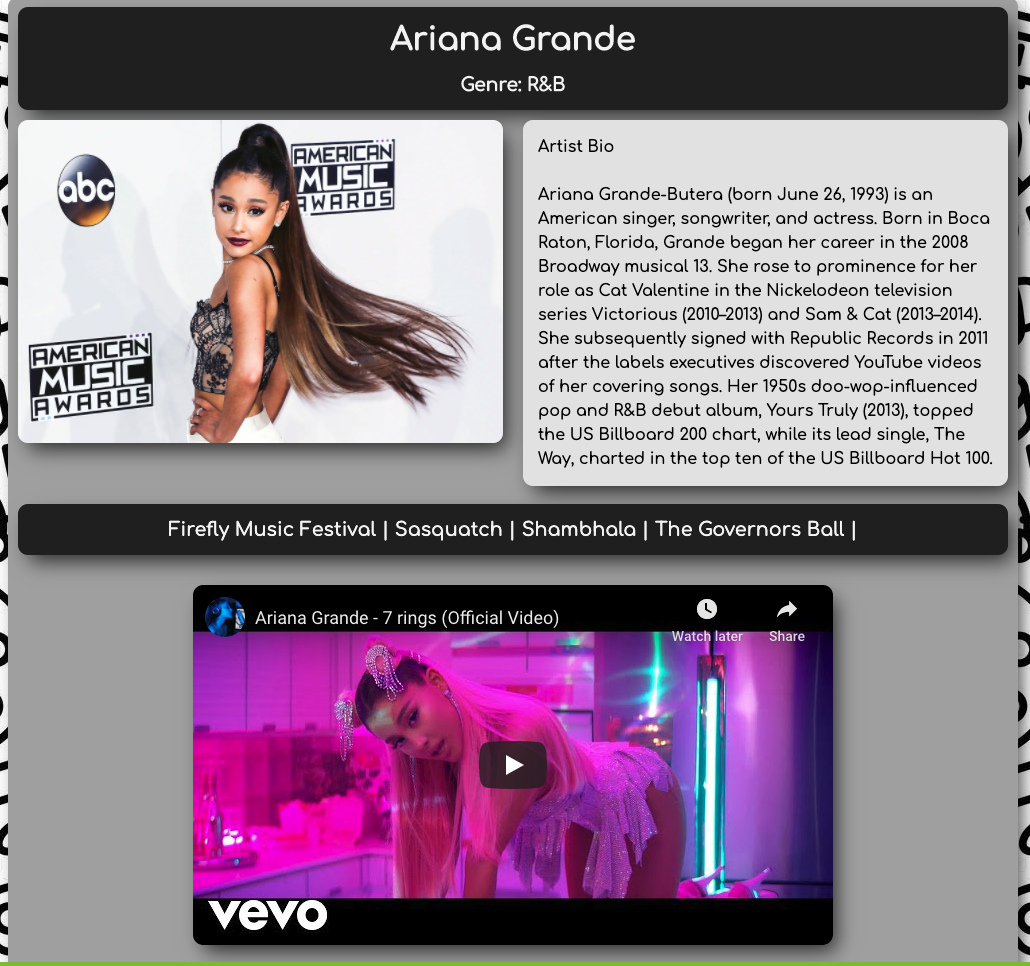 Ariana Grande
Genre: R&B
abc
AMERICAN
MUSIC
AWARDS
AMERICAN
MUSIC
AWARDS
Artist Bio
Ariana Grande-Butera (born June 26, 1993) is an
American singer, songwriter, and actress. Born in Boca
Raton, Florida, Grande began her career in the 2008
Broadway musical 13. She rose to prominence for her
role as Cat Valentine in the Nickelodeon television
series Victorious (2010–2013) and Sam & Cat (2013–2014).
She subsequently signed with Republic Records in 2011
after the labels executives discovered YouTube videos
of her covering songs. Her 1950s doo-wop-influenced
pop and R&B debut album, Yours Truly (2013), topped
the US Billboard 200 chart, while its lead single, The
Way, charted in the top ten of the US Billboard Hot 100.
Firefly Music Festival | Sasquatch | Shambhala | The Governors Ball |
Ariana Grande - 7 rings (Official Video)
Watch later
Share
vevo